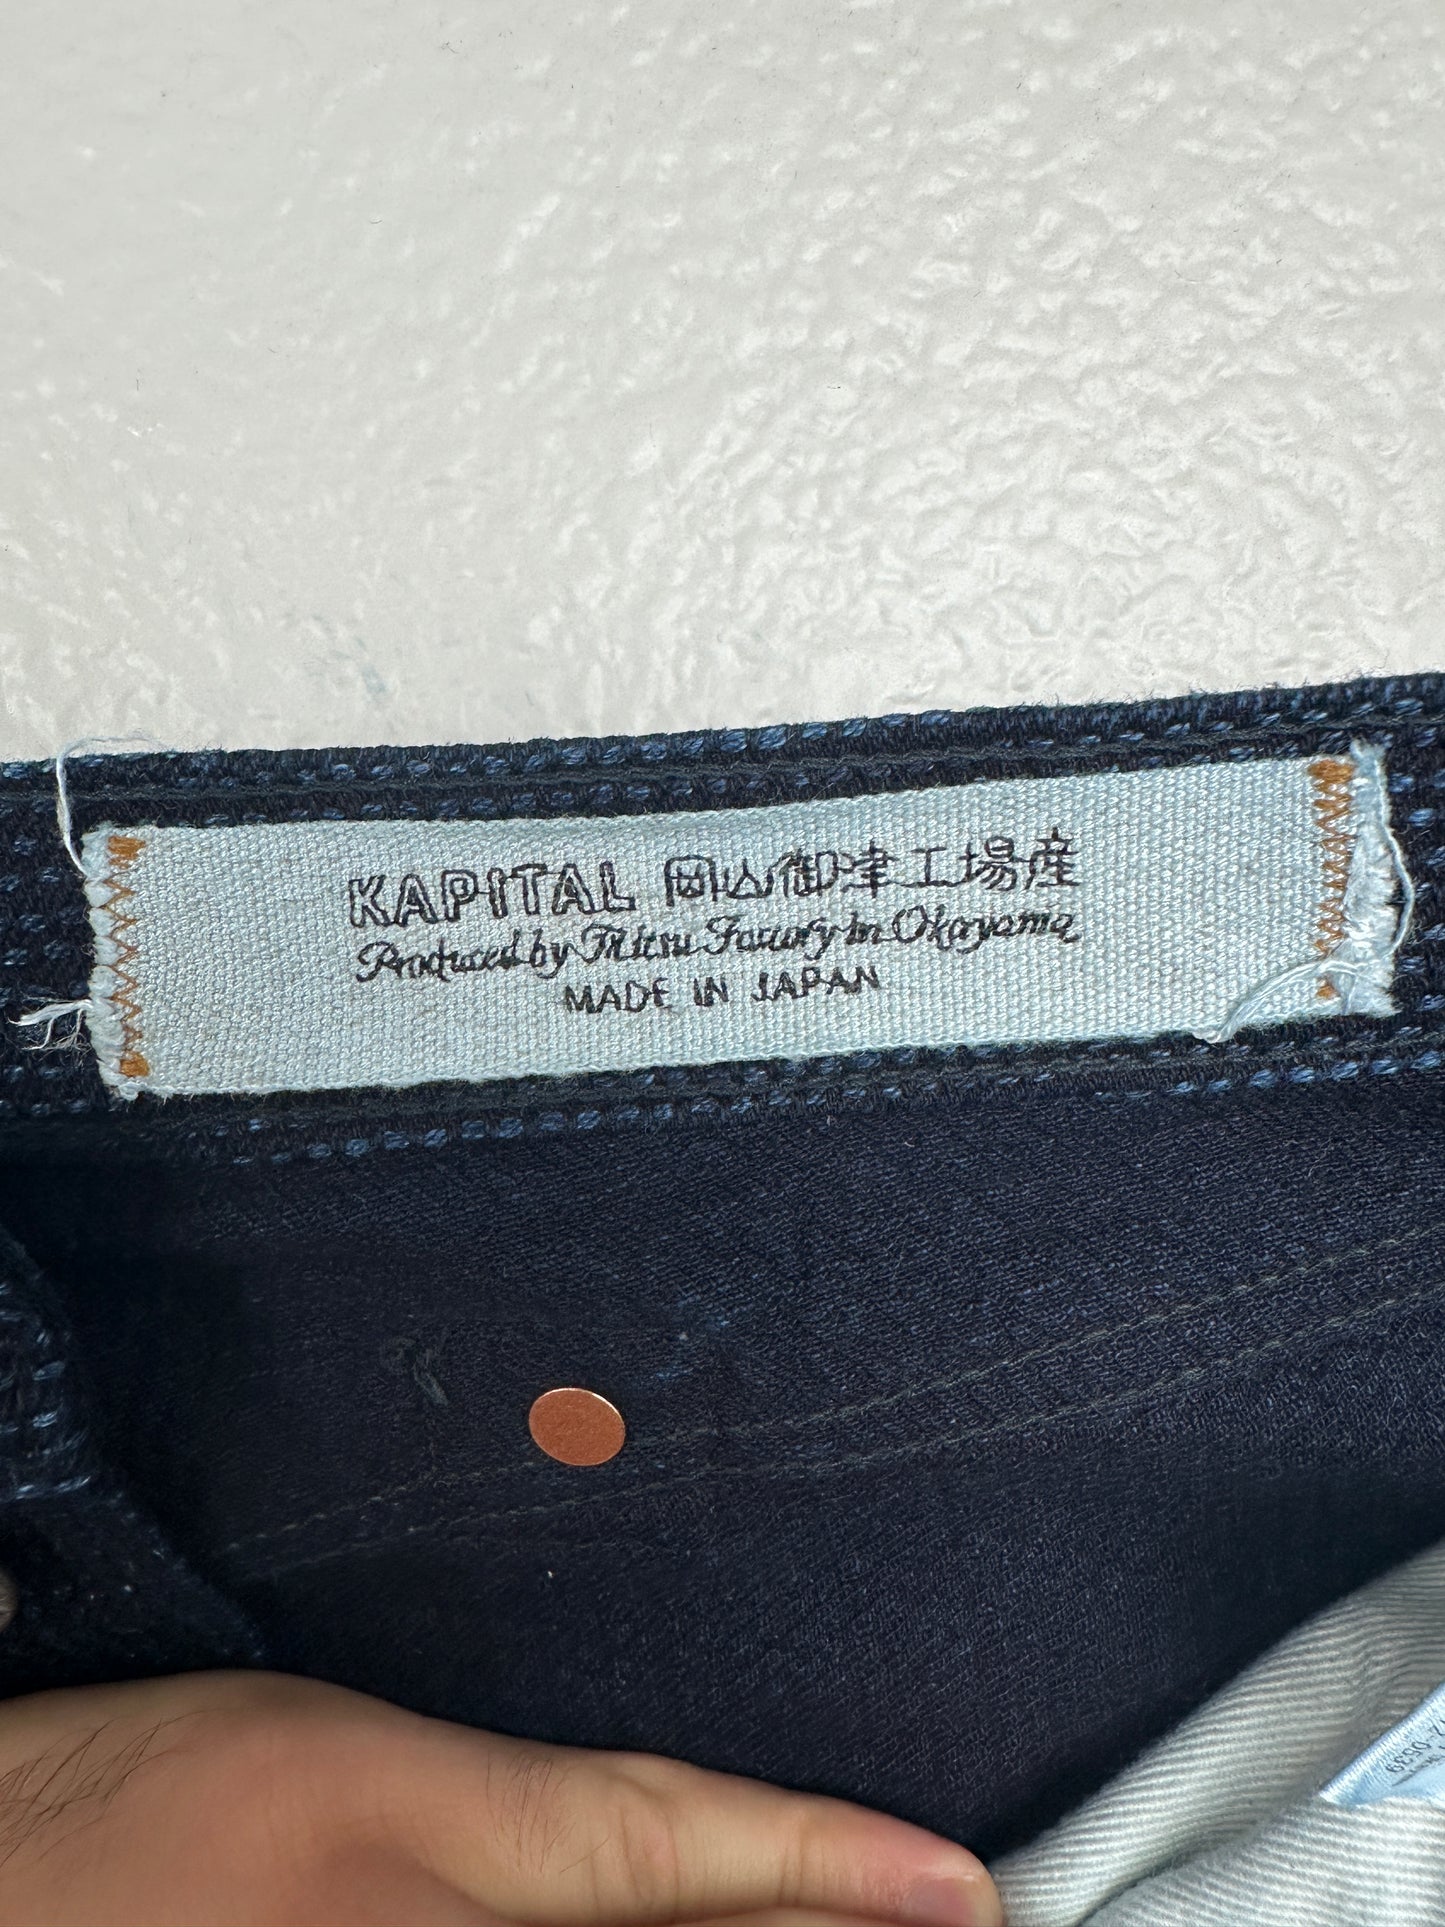 KAPITAL 岡山御津工場産
Produced by Mitsu Factory in Okayama
MADE IN JAPAN